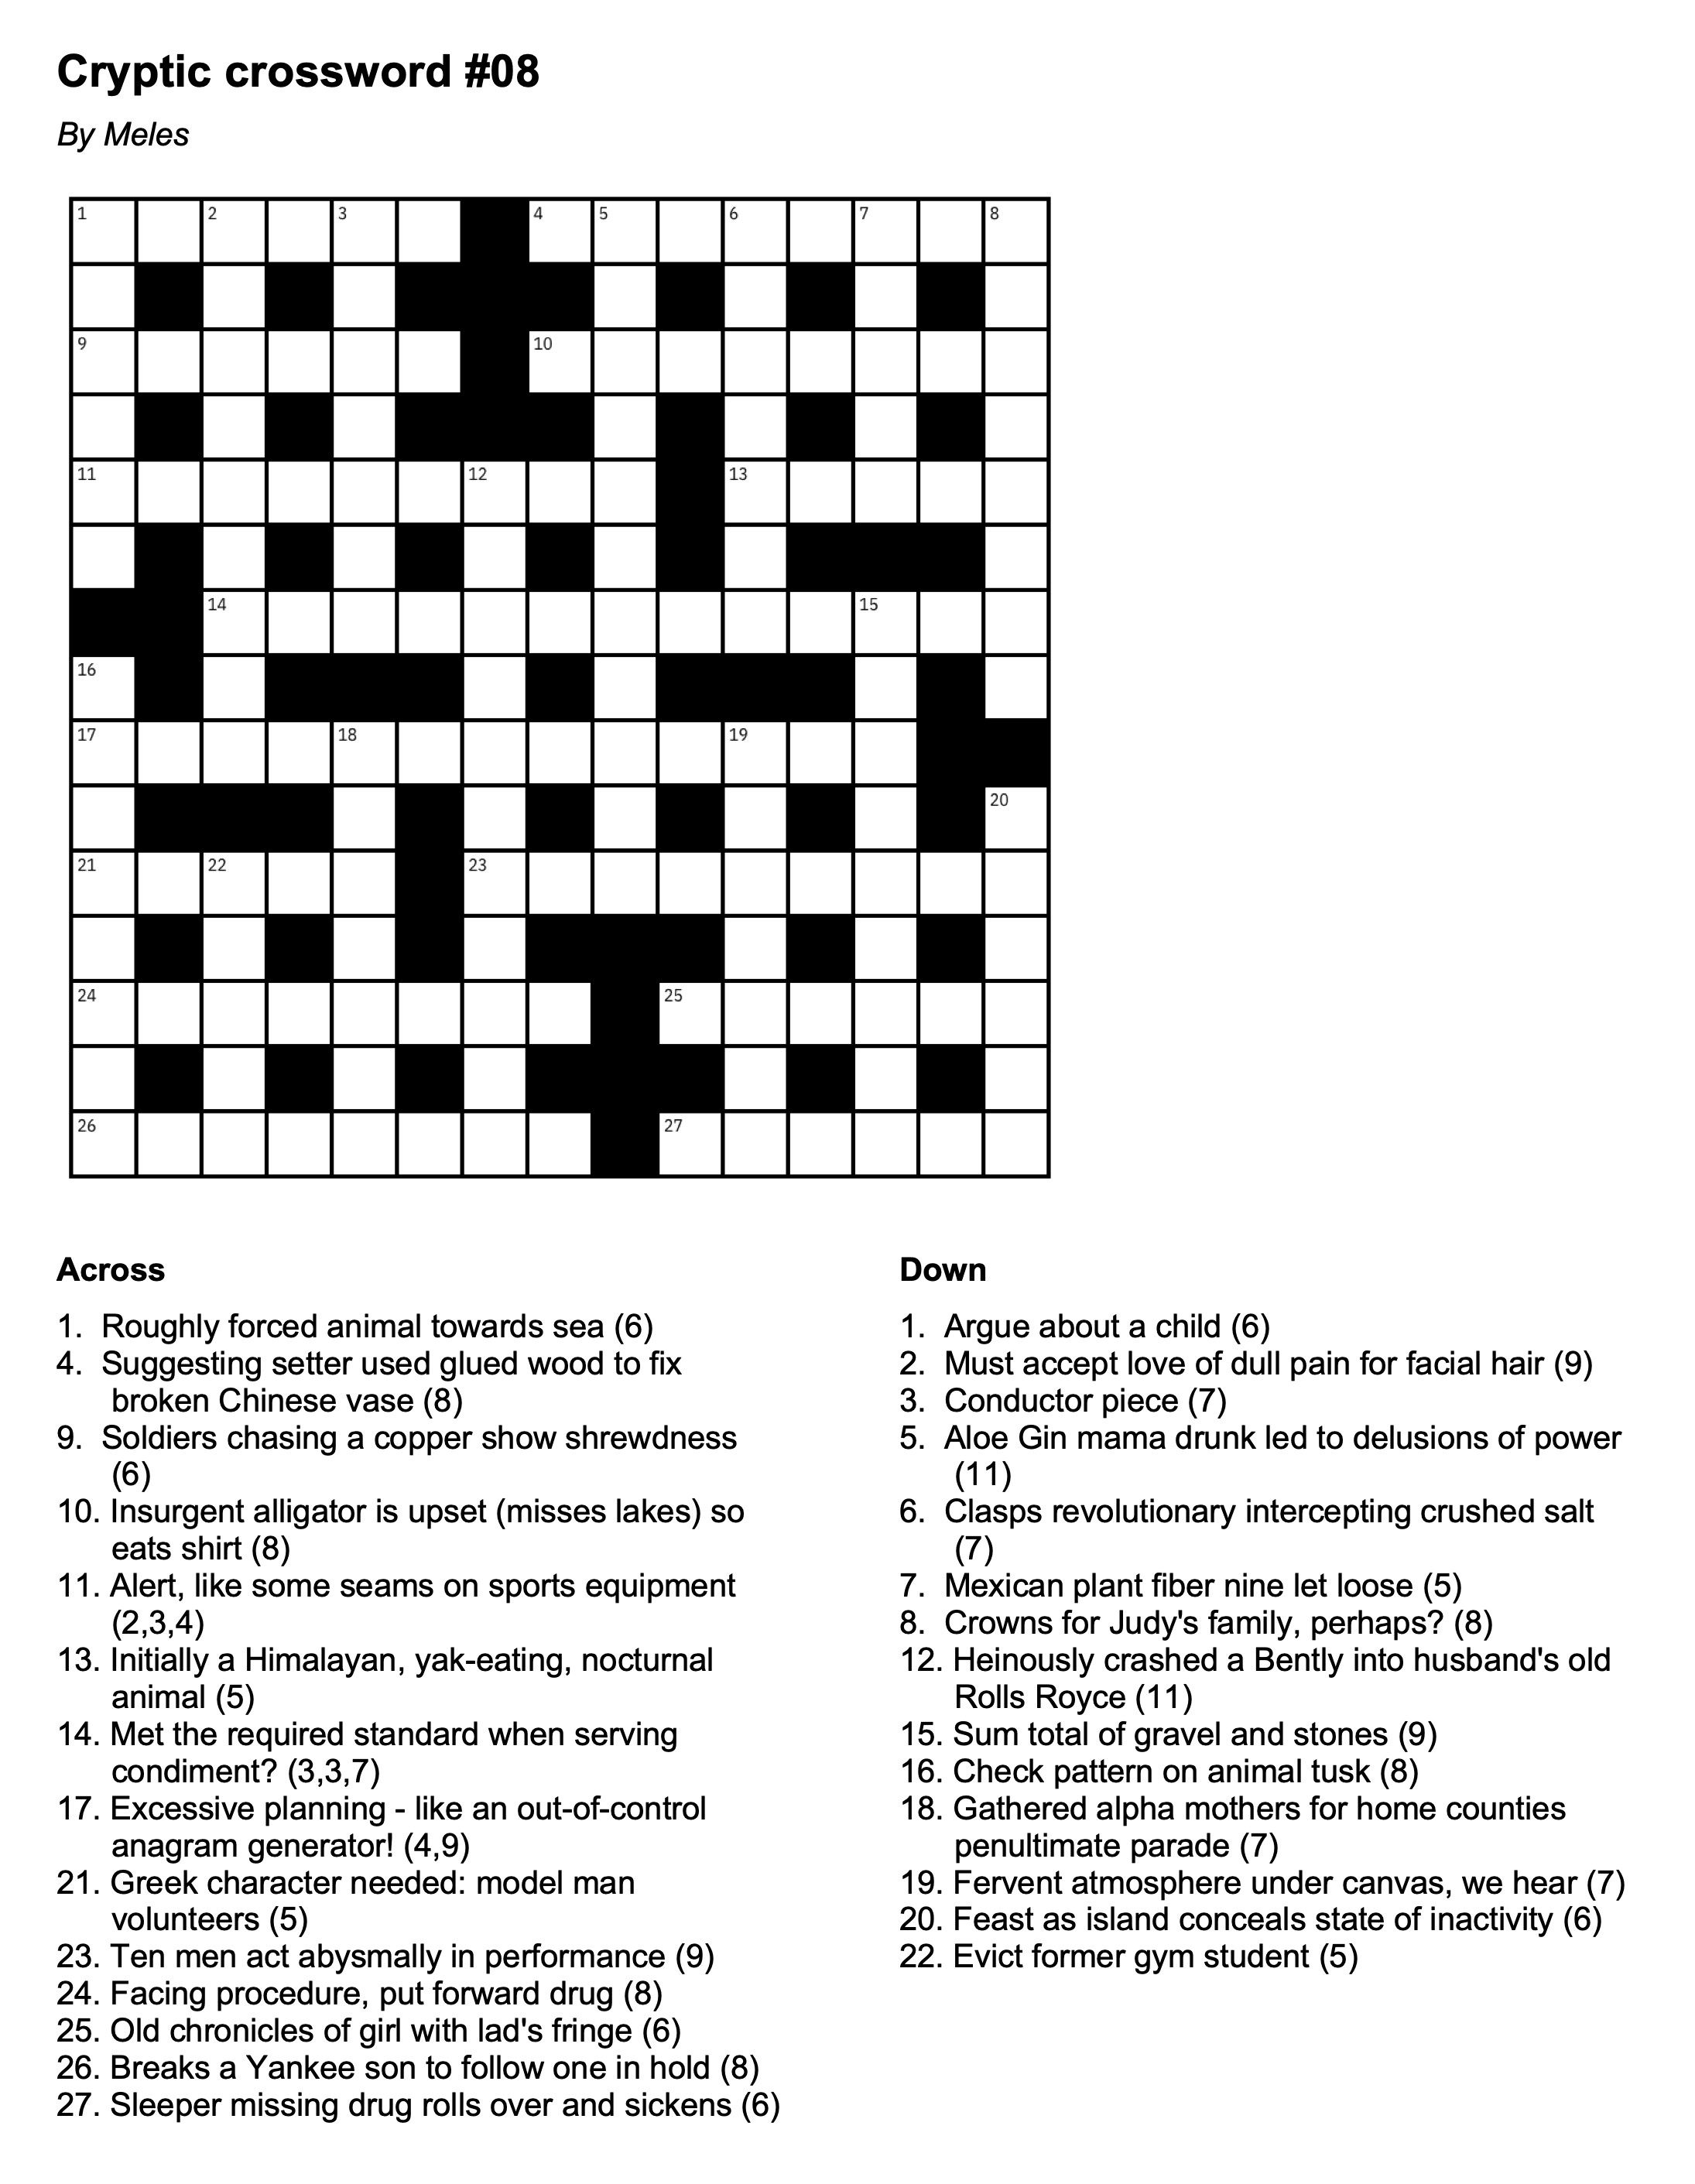 Cryptic crossword #08
By Meles
1 2 3 4 5 6 7 8
9 10
11 12 13
14 15
16
17 18 19
20
21 22 23
24 25
26 27
Across
1. Roughly forced animal towards sea (6)
4. Suggesting setter used glued wood to fix
broken Chinese vase (8)
9. Soldiers chasing a copper show shrewdness
(6)
10. Insurgent alligator is upset (misses lakes) so
eats shirt (8)
11. Alert, like some seams on sports equipment
(2,3,4)
13. Initially a Himalayan, yak-eating, nocturnal
animal (5)
14. Met the required standard when serving
condiment? (3,3,7)
17. Excessive planning - like an out-of-control
anagram generator! (4,9)
21. Greek character needed: model man
volunteers (5)
23. Ten men act abysmally in performance (9)
24. Facing procedure, put forward drug (8)
25. Old chronicles of girl with lad's fringe (6)
26. Breaks a Yankee son to follow one in hold (8)
27. Sleeper missing drug rolls over and sickens (6)
Down
1. Argue about a child (6)
2. Must accept love of dull pain for facial hair (9)
3. Conductor piece (7)
5. Aloe Gin mama drunk led to delusions of power
(11)
6. Clasps revolutionary intercepting crushed salt
(7)
7. Mexican plant fiber nine let loose (5)
8. Crowns for Judy's family, perhaps? (8)
12. Heinously crashed a Bently into husband's old
Rolls Royce (11)
15. Sum total of gravel and stones (9)
16. Check pattern on animal tusk (8)
18. Gathered alpha mothers for home counties
penultimate parade (7)
19. Fervent atmosphere under canvas, we hear (7)
20. Feast as island conceals state of inactivity (6)
22. Evict former gym student (5)